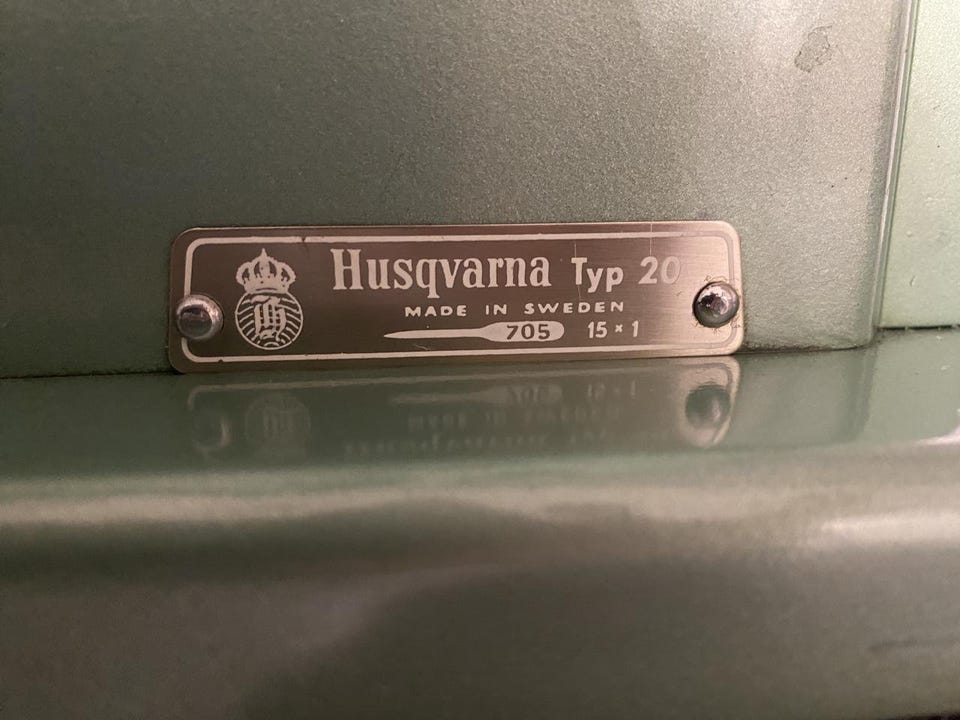 Husqvarna Typ 20
MADE IN SWEDEN
705 15×1